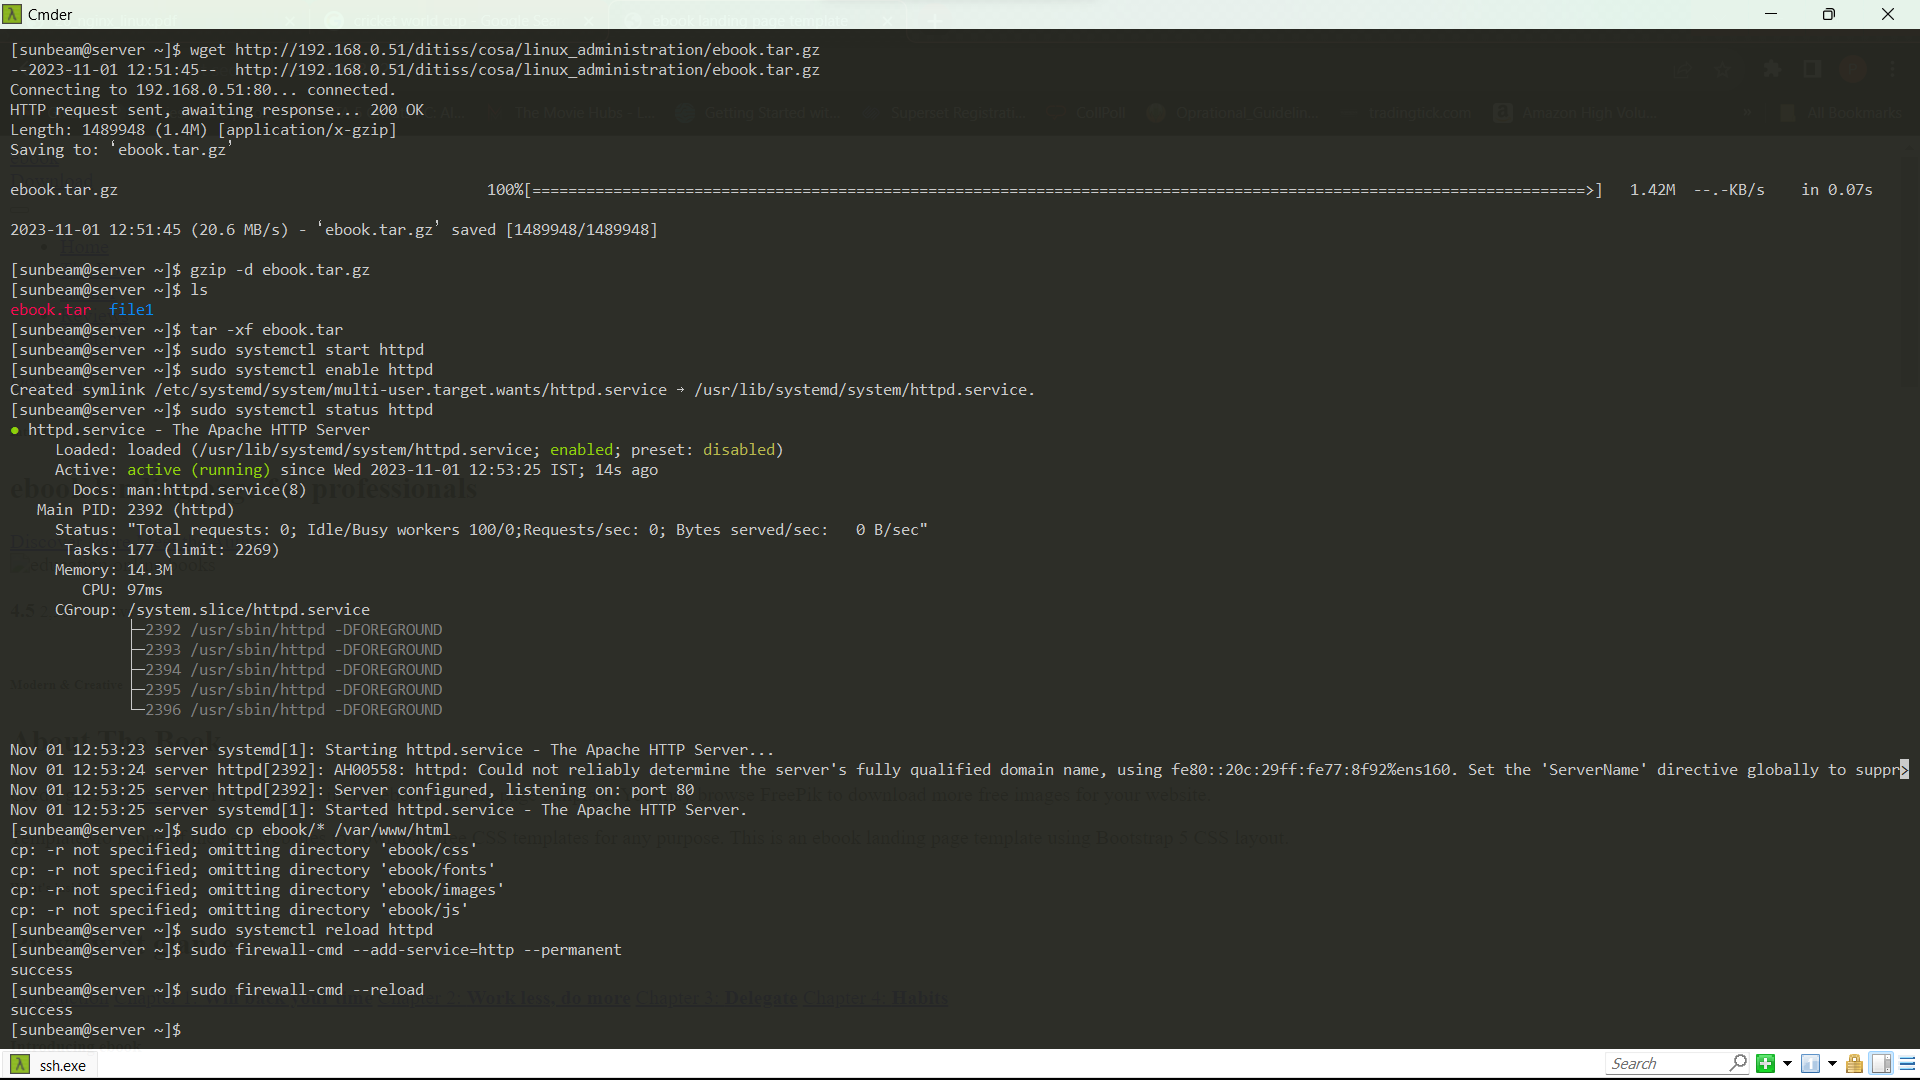 Cmder
[sunbeam@server ~]$ wget http://192.168.0.51/ditiss/cosa/linux_administration/ebook.tar.gz
--2023-11-01 12:51:45--  http://192.168.0.51/ditiss/cosa/linux_administration/ebook.tar.gz
Connecting to 192.168.0.51:80... connected.
HTTP request sent, awaiting response... 200 OK
Length: 1489948 (1.4M) [application/x-gzip]
Saving to: ‘ebook.tar.gz’
ebook.tar.gz 100%[=====================================================================================================================>] 1.42M --.-KB/s in 0.07s
2023-11-01 12:51:45 (20.6 MB/s) - ‘ebook.tar.gz’ saved [1489948/1489948]
[sunbeam@server ~]$ gzip -d ebook.tar.gz
[sunbeam@server ~]$ ls
ebook.tar  file1
[sunbeam@server ~]$ tar -xf ebook.tar
[sunbeam@server ~]$ sudo systemctl start httpd
[sunbeam@server ~]$ sudo systemctl enable httpd
Created symlink /etc/systemd/system/multi-user.target.wants/httpd.service → /usr/lib/systemd/system/httpd.service.
[sunbeam@server ~]$ sudo systemctl status httpd
● httpd.service - The Apache HTTP Server
Loaded: loaded (/usr/lib/systemd/system/httpd.service; enabled; preset: disabled)
Active: active (running) since Wed 2023-11-01 12:53:25 IST; 14s ago
Docs: man:httpd.service(8)
Main PID: 2392 (httpd)
Status: "Total requests: 0; Idle/Busy workers 100/0;Requests/sec: 0; Bytes served/sec:   0 B/sec"
Tasks: 177 (limit: 2269)
Memory: 14.3M
CPU: 97ms
CGroup: /system.slice/httpd.service
├─2392 /usr/sbin/httpd -DFOREGROUND
├─2393 /usr/sbin/httpd -DFOREGROUND
├─2394 /usr/sbin/httpd -DFOREGROUND
├─2395 /usr/sbin/httpd -DFOREGROUND
└─2396 /usr/sbin/httpd -DFOREGROUND
Nov 01 12:53:23 server systemd[1]: Starting httpd.service - The Apache HTTP Server...
Nov 01 12:53:24 server httpd[2392]: AH00558: httpd: Could not reliably determine the server's fully qualified domain name, using fe80::20c:29ff:fe77:8f92%ens160. Set the 'ServerName' directive globally to suppr>
Nov 01 12:53:25 server httpd[2392]: Server configured, listening on: port 80
Nov 01 12:53:25 server systemd[1]: Started httpd.service - The Apache HTTP Server.
[sunbeam@server ~]$ sudo cp ebook/* /var/www/html
cp: -r not specified; omitting directory 'ebook/css'
cp: -r not specified; omitting directory 'ebook/fonts'
cp: -r not specified; omitting directory 'ebook/images'
cp: -r not specified; omitting directory 'ebook/js'
[sunbeam@server ~]$ sudo systemctl reload httpd
[sunbeam@server ~]$ sudo firewall-cmd --add-service=http --permanent
success
[sunbeam@server ~]$ sudo firewall-cmd --reload
success
[sunbeam@server ~]$
ssh.exe
Search